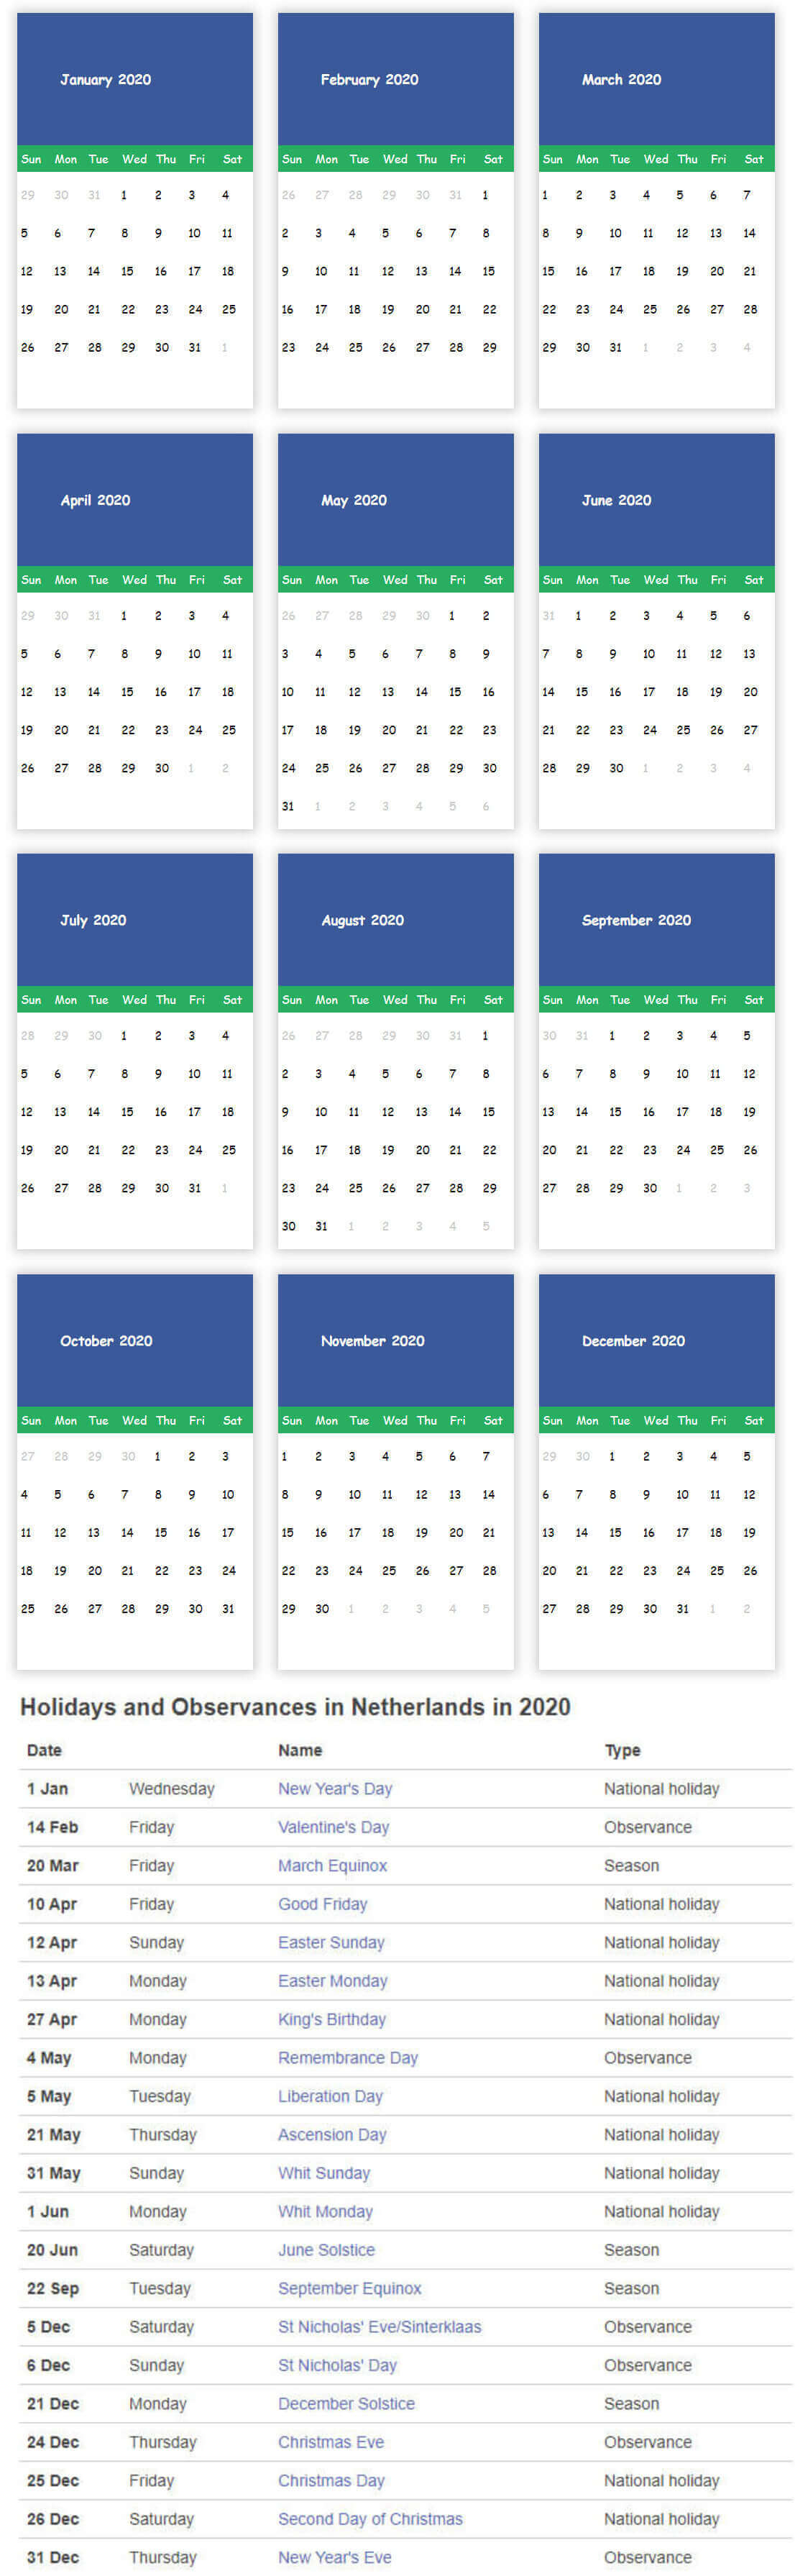 January 2020 February 2020 March 2020
Sun Mon Tue Wed Thu Fri Sat Sun Mon Tue Wed Thu Fri Sat Sun Mon Tue Wed Thu Fri Sat
29 30 31 1 2 3 4 26 27 28 29 30 31 1 1 2 3 4 5 6 7
5 6 7 8 9 10 11 2 3 4 5 6 7 8 8 9 10 11 12 13 14
12 13 14 15 16 17 18 9 10 11 12 13 14 15 15 16 17 18 19 20 21
19 20 21 22 23 24 25 16 17 18 19 20 21 22 22 23 24 25 26 27 28
26 27 28 29 30 31 1 23 24 25 26 27 28 29 29 30 31 1 2 3 4
April 2020 May 2020 June 2020
Sun Mon Tue Wed Thu Fri Sat Sun Mon Tue Wed Thu Fri Sat Sun Mon Tue Wed Thu Fri Sat
29 30 31 1 2 3 4 26 27 28 29 30 1 2 31 1 2 3 4 5 6
5 6 7 8 9 10 11 3 4 5 6 7 8 9 7 8 9 10 11 12 13
12 13 14 15 16 17 18 10 11 12 13 14 15 16 14 15 16 17 18 19 20
19 20 21 22 23 24 25 17 18 19 20 21 22 23 21 22 23 24 25 26 27
26 27 28 29 30 1 2 24 25 26 27 28 29 30 28 29 30 1 2 3 4
31 1 2 3 4 5 6
July 2020 August 2020 September 2020
Sun Mon Tue Wed Thu Fri Sat Sun Mon Tue Wed Thu Fri Sat Sun Mon Tue Wed Thu Fri Sat
28 29 30 1 2 3 4 26 27 28 29 30 31 1 30 31 1 2 3 4 5
5 6 7 8 9 10 11 2 3 4 5 6 7 8 6 7 8 9 10 11 12
12 13 14 15 16 17 18 9 10 11 12 13 14 15 13 14 15 16 17 18 19
19 20 21 22 23 24 25 16 17 18 19 20 21 22 20 21 22 23 24 25 26
26 27 28 29 30 31 1 23 24 25 26 27 28 29 27 28 29 30 1 2 3
30 31 1 2 3 4 5
October 2020 November 2020 December 2020
Sun Mon Tue Wed Thu Fri Sat Sun Mon Tue Wed Thu Fri Sat Sun Mon Tue Wed Thu Fri Sat
27 28 29 30 1 2 3 1 2 3 4 5 6 7 29 30 1 2 3 4 5
4 5 6 7 8 9 10 8 9 10 11 12 13 14 6 7 8 9 10 11 12
11 12 13 14 15 16 17 15 16 17 18 19 20 21 13 14 15 16 17 18 19
18 19 20 21 22 23 24 22 23 24 25 26 27 28 20 21 22 23 24 25 26
25 26 27 28 29 30 31 29 30 1 2 3 4 5 27 28 29 30 31 1 2
Holidays and Observances in Netherlands in 2020
Date Name Type
1 Jan Wednesday New Year's Day National holiday
14 Feb Friday Valentine's Day Observance
20 Mar Friday March Equinox Season
10 Apr Friday Good Friday National holiday
12 Apr Sunday Easter Sunday National holiday
13 Apr Monday Easter Monday National holiday
27 Apr Monday King's Birthday National holiday
4 May Monday Remembrance Day Observance
5 May Tuesday Liberation Day National holiday
21 May Thursday Ascension Day National holiday
31 May Sunday Whit Sunday National holiday
1 Jun Monday Whit Monday National holiday
20 Jun Saturday June Solstice Season
22 Sep Tuesday September Equinox Season
5 Dec Saturday St Nicholas' Eve/Sinterklaas Observance
6 Dec Sunday St Nicholas' Day Observance
21 Dec Monday December Solstice Season
24 Dec Thursday Christmas Eve Observance
25 Dec Friday Christmas Day National holiday
26 Dec Saturday Second Day of Christmas National holiday
31 Dec Thursday New Year's Eve Observance